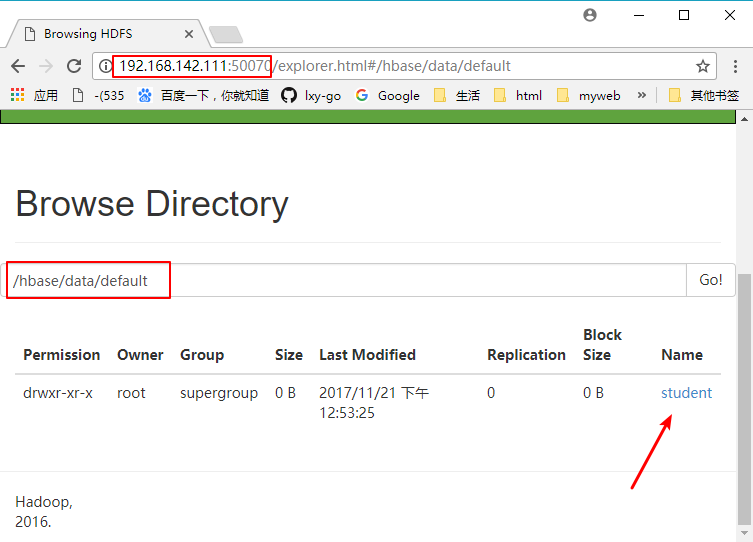 Browsing HDFS
192.168.142.111:50070/explorer.html#/hbase/data/default
应用 -(535 百度一下，你就知道 lxy-go Google 生活 html myweb » 其他书签
Browse Directory
/hbase/data/default Go!
Permission Owner Group Size Last Modified Replication Block Size Name
drwxr-xr-x root supergroup 0 B 2017/11/21 下午 12:53:25 0 0 B student
Hadoop,
2016.